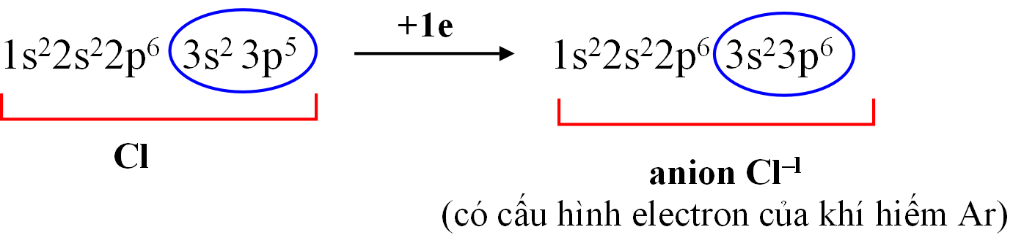 +1e
1s²2s²2p⁶ 3s² 3p⁵
1s²2s²2p⁶ 3s²3p⁶
Cl
anion Cl⁻¹
(có cấu hình electron của khí hiếm Ar)